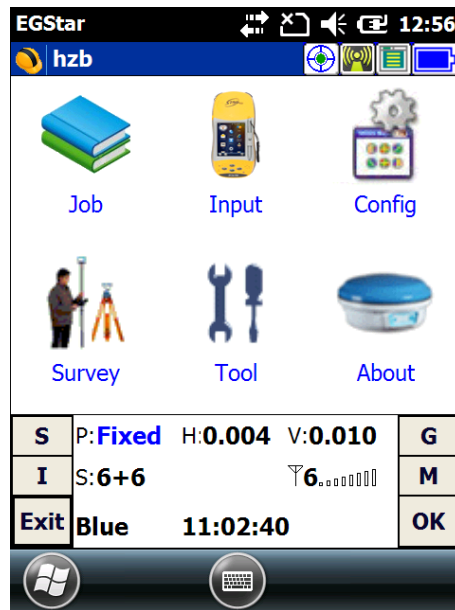 EGStar 12:56
hzb
Job Input Config
Survey Tool About
S P:Fixed H:0.004 V:0.010 G
I S:6+6 6 M
Exit Blue 11:02:40 OK